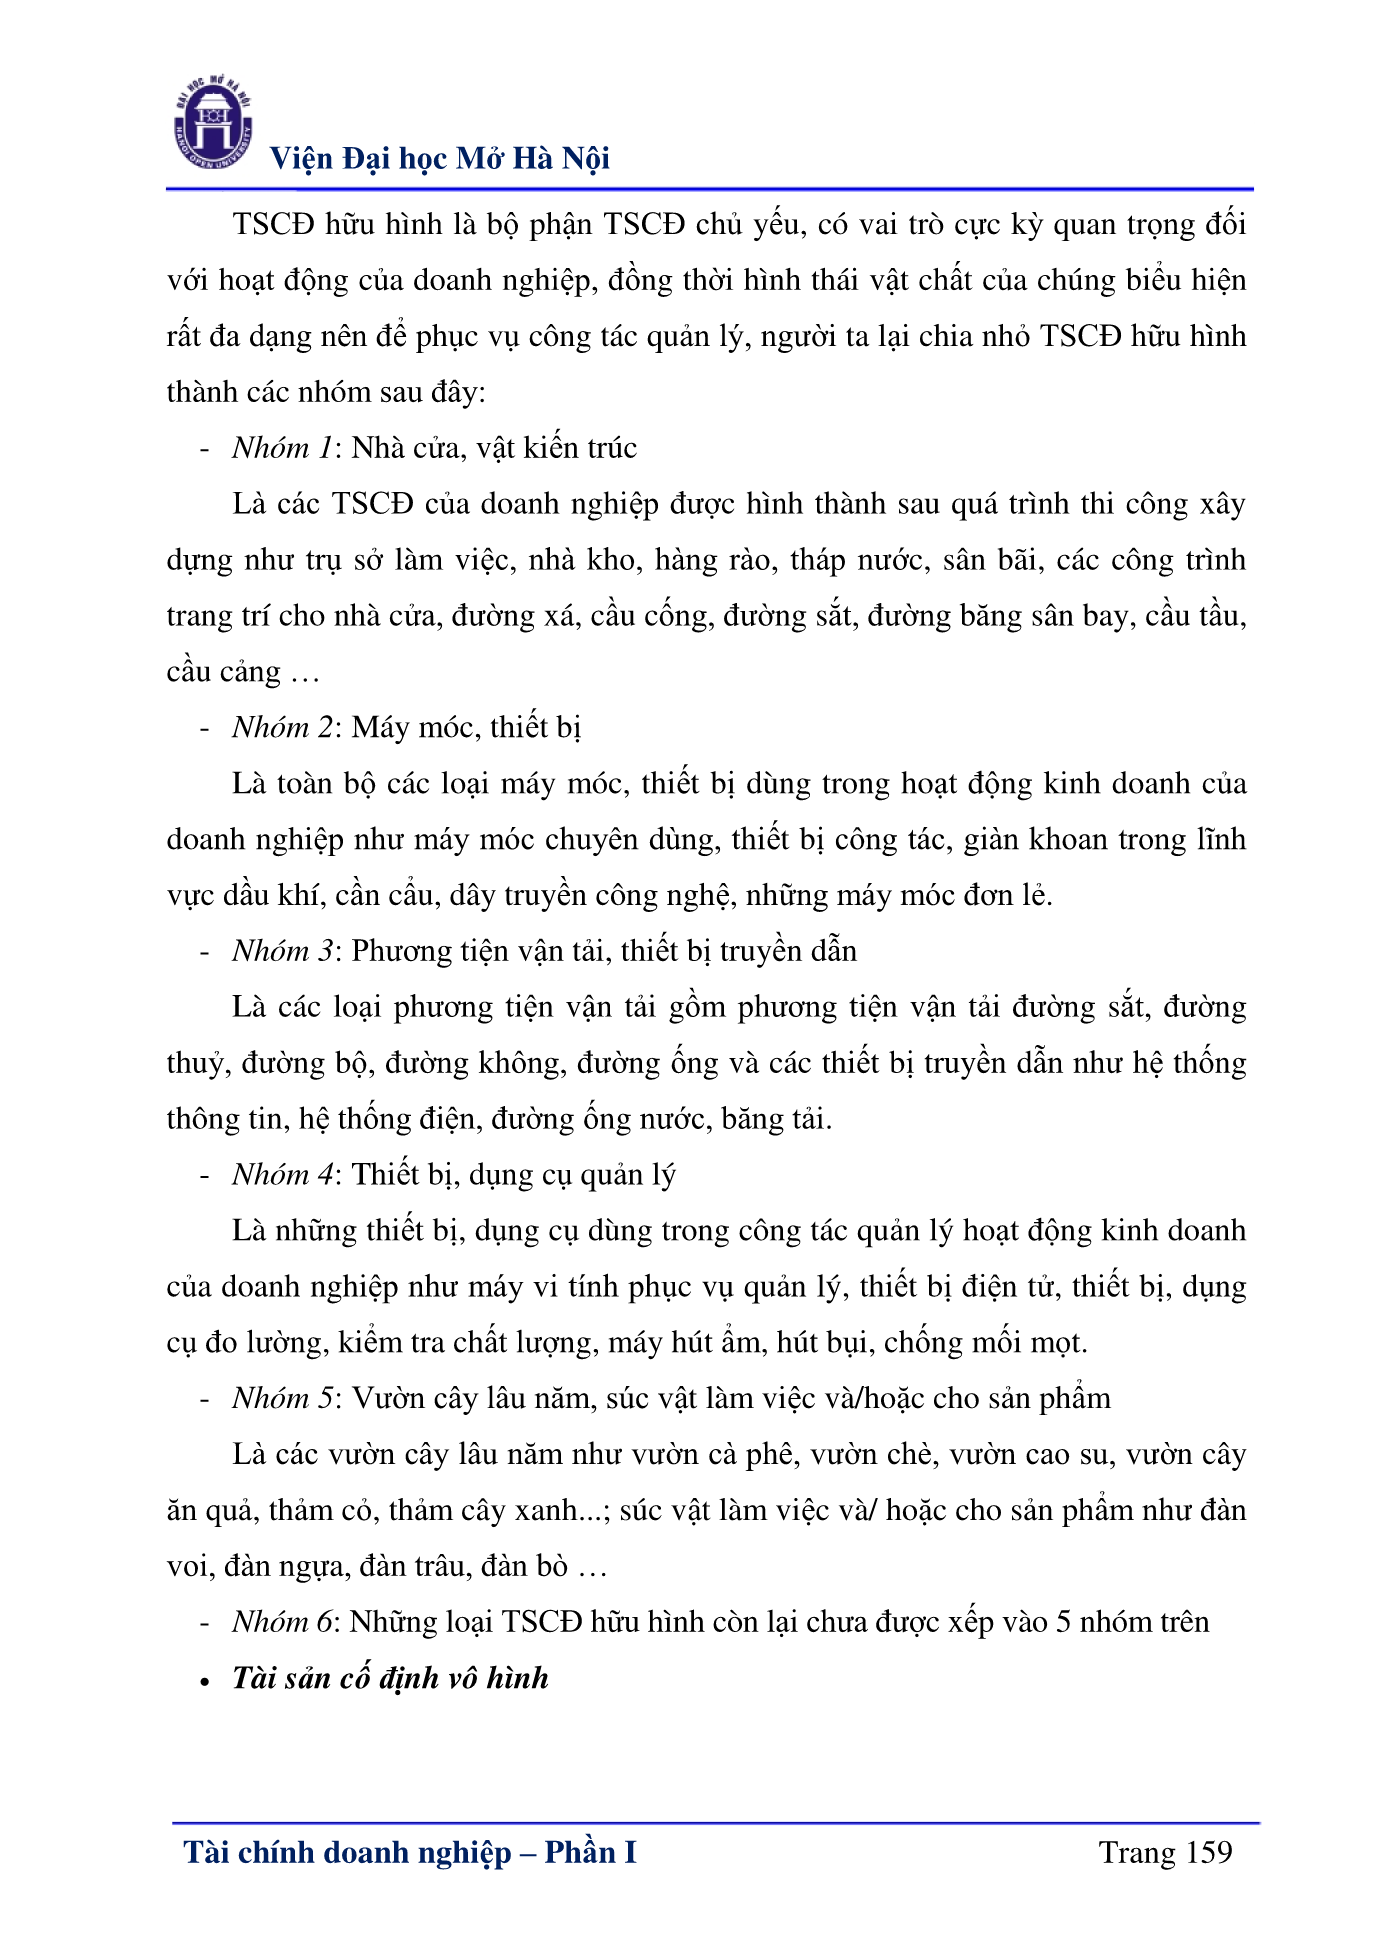 ĐẠI HỌC MỞ HÀ NỘI
HANOI OPEN UNIVERSITY
Viện Đại học Mở Hà Nội
TSCĐ hữu hình là bộ phận TSCĐ chủ yếu, có vai trò cực kỳ quan trọng đối
với hoạt động của doanh nghiệp, đồng thời hình thái vật chất của chúng biểu hiện
rất đa dạng nên để phục vụ công tác quản lý, người ta lại chia nhỏ TSCĐ hữu hình
thành các nhóm sau đây:
- Nhóm 1: Nhà cửa, vật kiến trúc
Là các TSCĐ của doanh nghiệp được hình thành sau quá trình thi công xây
dựng như trụ sở làm việc, nhà kho, hàng rào, tháp nước, sân bãi, các công trình
trang trí cho nhà cửa, đường xá, cầu cống, đường sắt, đường băng sân bay, cầu tầu,
cầu cảng …
- Nhóm 2: Máy móc, thiết bị
Là toàn bộ các loại máy móc, thiết bị dùng trong hoạt động kinh doanh của
doanh nghiệp như máy móc chuyên dùng, thiết bị công tác, giàn khoan trong lĩnh
vực dầu khí, cần cẩu, dây truyền công nghệ, những máy móc đơn lẻ.
- Nhóm 3: Phương tiện vận tải, thiết bị truyền dẫn
Là các loại phương tiện vận tải gồm phương tiện vận tải đường sắt, đường
thuỷ, đường bộ, đường không, đường ống và các thiết bị truyền dẫn như hệ thống
thông tin, hệ thống điện, đường ống nước, băng tải.
- Nhóm 4: Thiết bị, dụng cụ quản lý
Là những thiết bị, dụng cụ dùng trong công tác quản lý hoạt động kinh doanh
của doanh nghiệp như máy vi tính phục vụ quản lý, thiết bị điện tử, thiết bị, dụng
cụ đo lường, kiểm tra chất lượng, máy hút ẩm, hút bụi, chống mối mọt.
- Nhóm 5: Vườn cây lâu năm, súc vật làm việc và/hoặc cho sản phẩm
Là các vườn cây lâu năm như vườn cà phê, vườn chè, vườn cao su, vườn cây
ăn quả, thảm cỏ, thảm cây xanh...; súc vật làm việc và/ hoặc cho sản phẩm như đàn
voi, đàn ngựa, đàn trâu, đàn bò …
- Nhóm 6: Những loại TSCĐ hữu hình còn lại chưa được xếp vào 5 nhóm trên
• Tài sản cố định vô hình
Tài chính doanh nghiệp – Phần I Trang 159